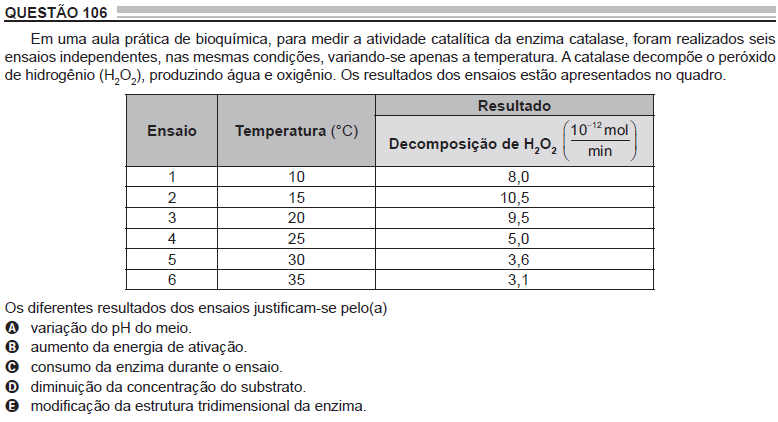 QUESTÃO 106
Em uma aula prática de bioquímica, para medir a atividade catalítica da enzima catalase, foram realizados seis
ensaios independentes, nas mesmas condições, variando-se apenas a temperatura. A catalase decompõe o peróxido
de hidrogênio (H₂O₂), produzindo água e oxigênio. Os resultados dos ensaios estão apresentados no quadro.
Ensaio Temperatura (°C) Resultado
Decomposição de H₂O₂ (10⁻¹² mol / min)
1 10 8,0
2 15 10,5
3 20 9,5
4 25 5,0
5 30 3,6
6 35 3,1
Os diferentes resultados dos ensaios justificam-se pelo(a)
A variação do pH do meio.
B aumento da energia de ativação.
C consumo da enzima durante o ensaio.
D diminuição da concentração do substrato.
E modificação da estrutura tridimensional da enzima.